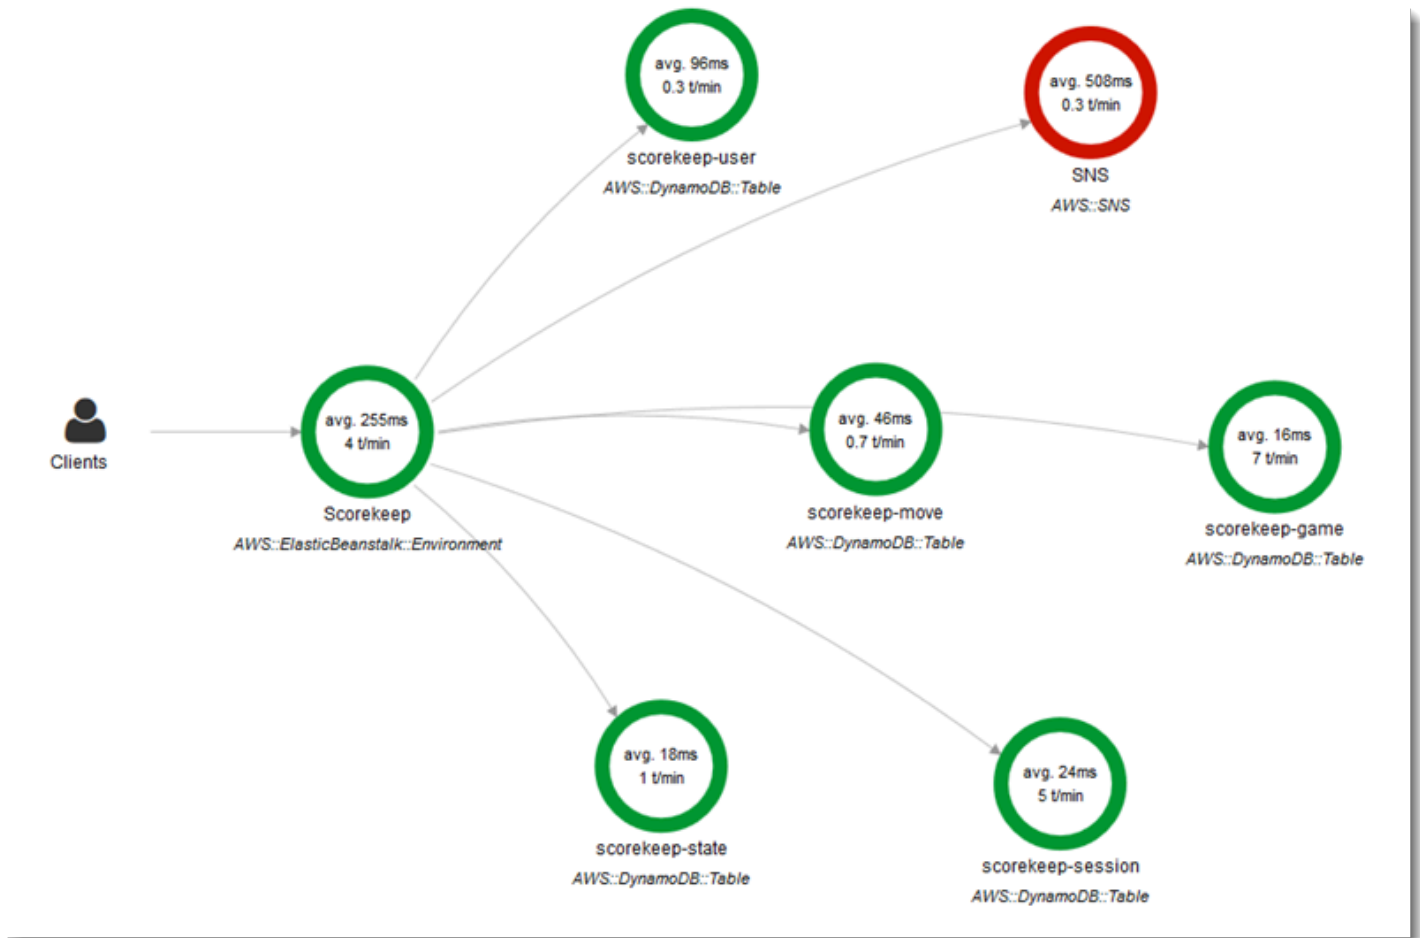 avg. 96ms
0.3 t/min
scorekeep-user
AWS::DynamoDB::Table
avg. 508ms
0.3 t/min
SNS
AWS::SNS
Clients
avg. 255ms
4 t/min
Scorekeep
AWS::ElasticBeanstalk::Environment
avg. 46ms
0.7 t/min
scorekeep-move
AWS::DynamoDB::Table
avg. 16ms
7 t/min
scorekeep-game
AWS::DynamoDB::Table
avg. 18ms
1 t/min
scorekeep-state
AWS::DynamoDB::Table
avg. 24ms
5 t/min
scorekeep-session
AWS::DynamoDB::Table